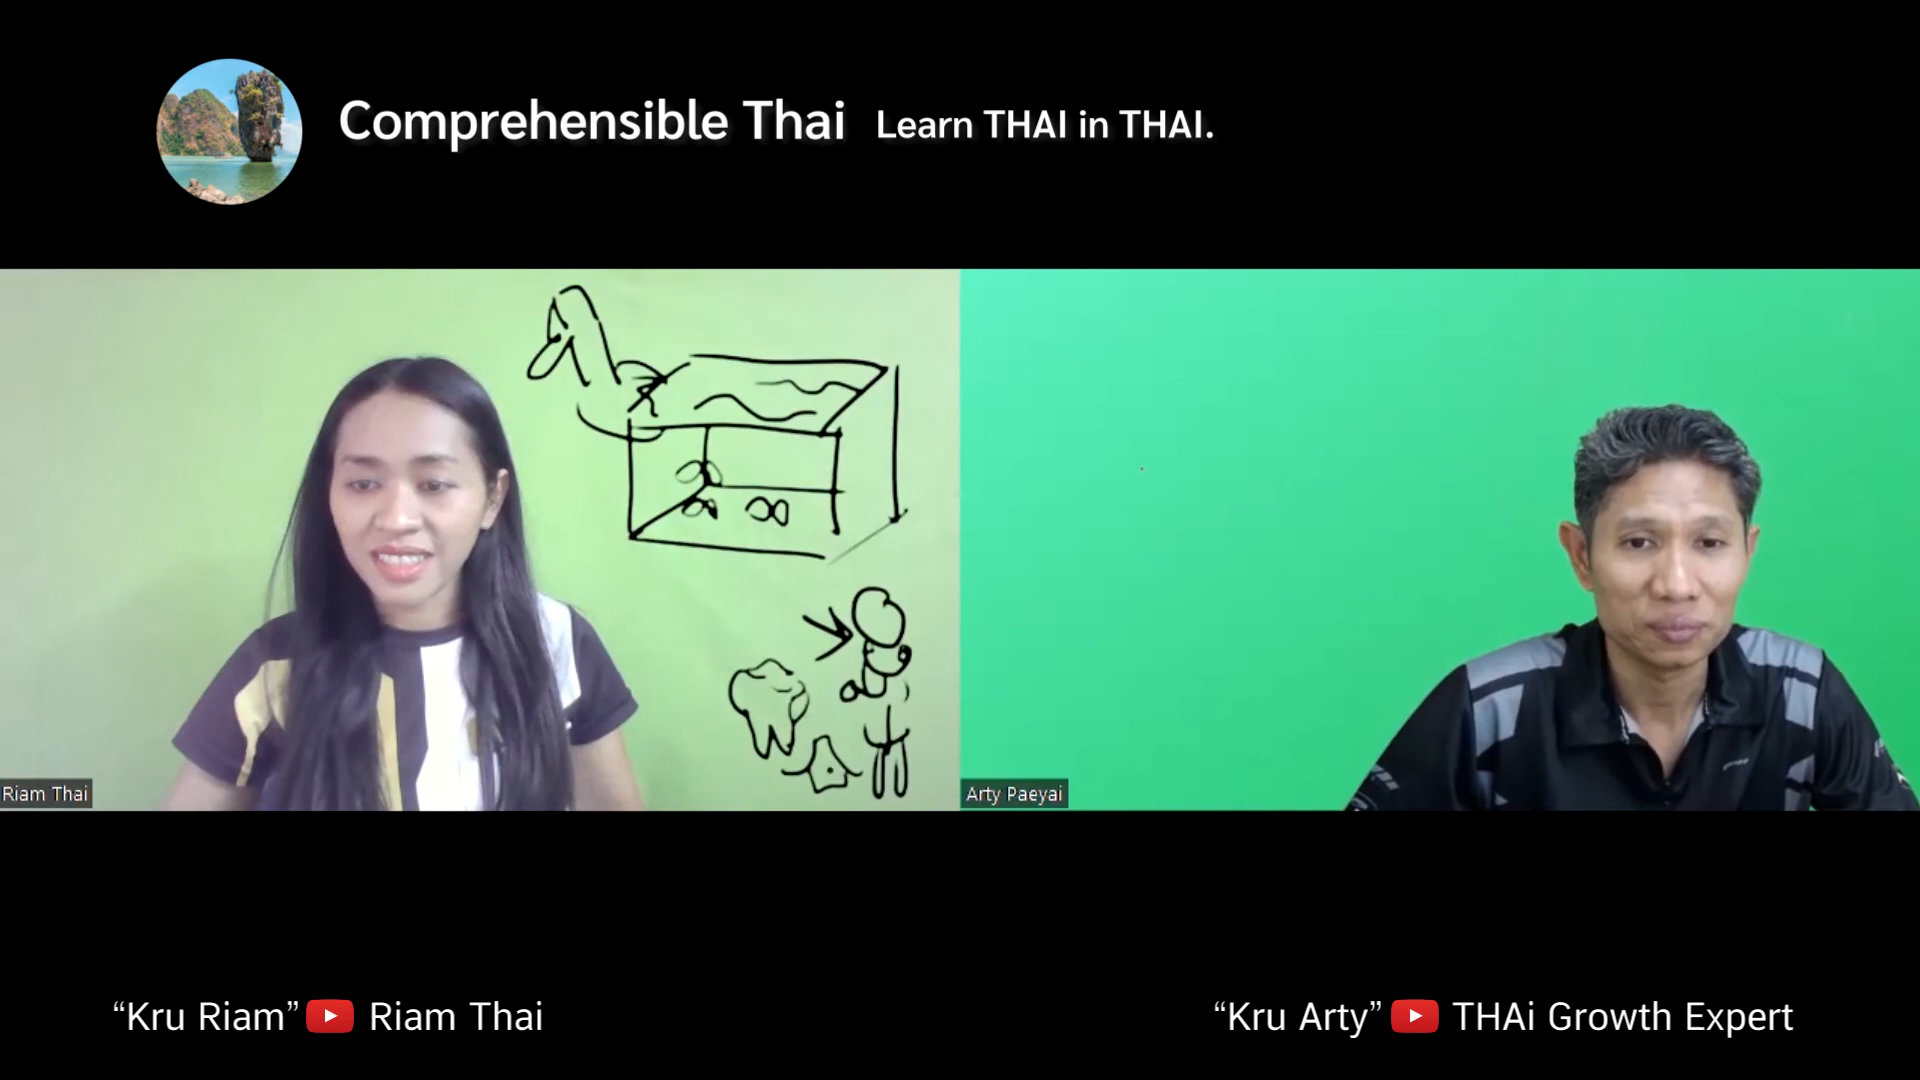 Comprehensible Thai Learn THAI in THAI.
Riam Thai
Arty Paeyai
“Kru Riam” Riam Thai
“Kru Arty” THAi Growth Expert